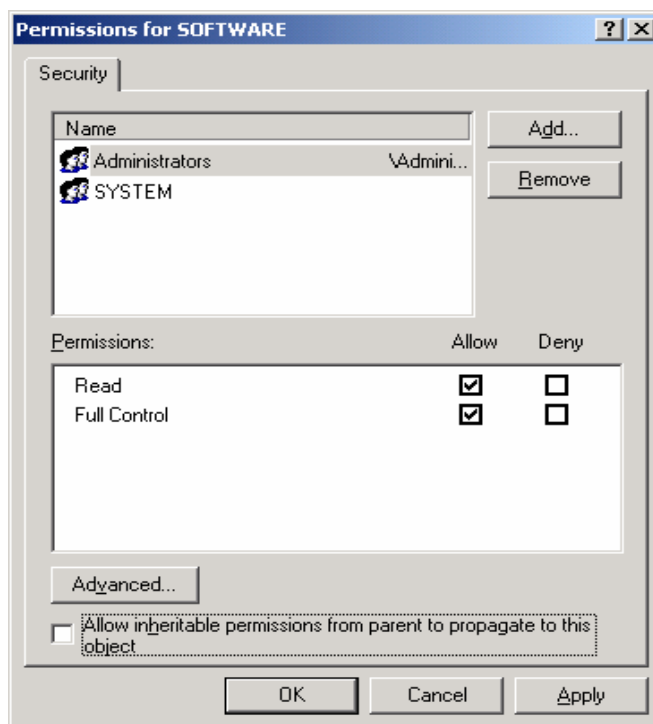 Permissions for SOFTWARE
Security
Name
Add...
Administrators \Admini...
Remove
SYSTEM
Permissions: Allow Deny
Read
Full Control
Advanced...
Allow inheritable permissions from parent to propagate to this
object
OK Cancel Apply